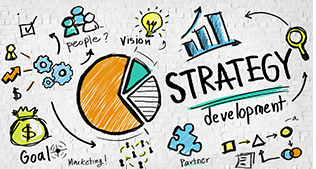 people?
Vision
STRATEGY
development
$
$
Goal
Marketing!
Partner